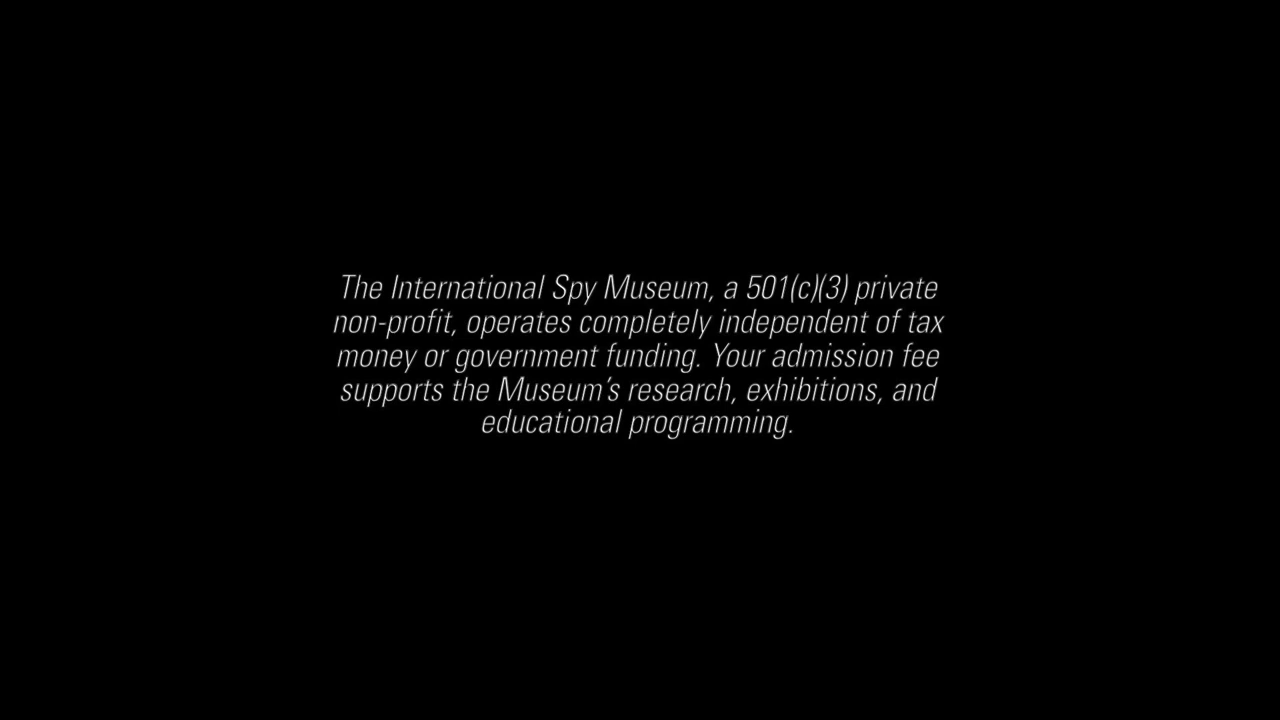 The International Spy Museum, a 501(c)(3) private
non-profit, operates completely independent of tax
money or government funding. Your admission fee
supports the Museum’s research, exhibitions, and
educational programming.